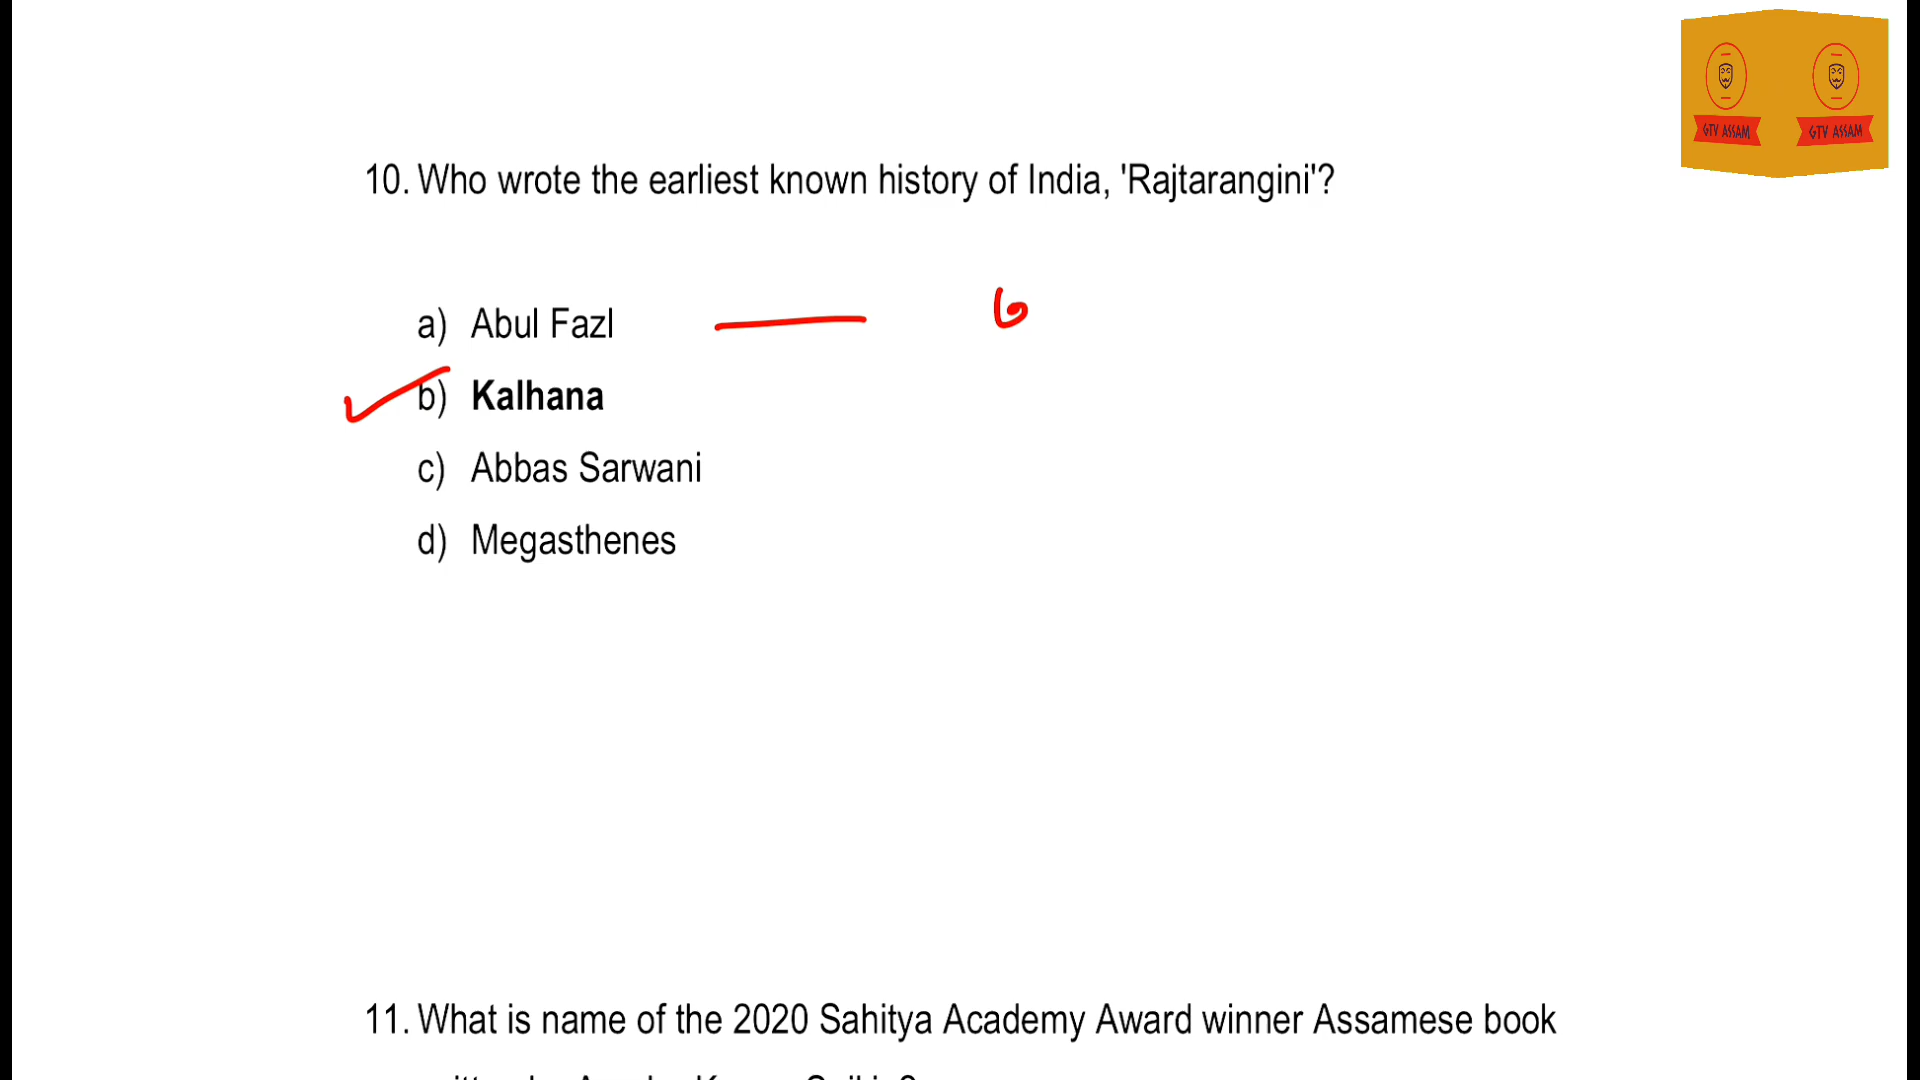 GTV ASSAM GTV ASSAM
10. Who wrote the earliest known history of India, 'Rajtarangini'?
a) Abul Fazl
b) Kalhana
c) Abbas Sarwani
d) Megasthenes
11. What is name of the 2020 Sahitya Academy Award winner Assamese book